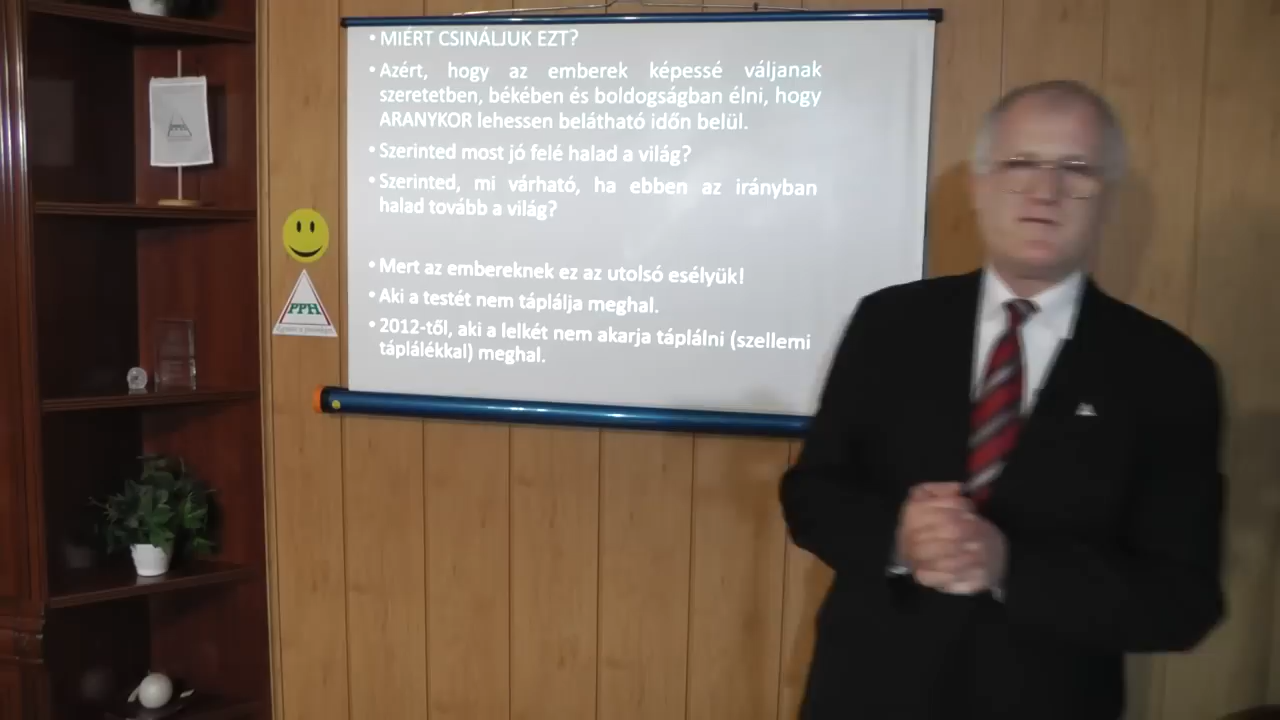 • MIÉRT CSINÁLJUK EZT?
• Azért, hogy az emberek képessé váljanak
szeretetben, békében és boldogságban élni, hogy
ARANYKOR lehessen belátható időn belül.
• Szerinted most jó felé halad a világ?
• Szerinted, mi várható, ha ebben az irányban
halad tovább a világ?
• Mert az embereknek ez az utolsó esélyük!
• Aki a testét nem táplálja meghal.
• 2012-től, aki a lelkét nem akarja táplálni (szellemi
táplálékkal) meghal.
PPH